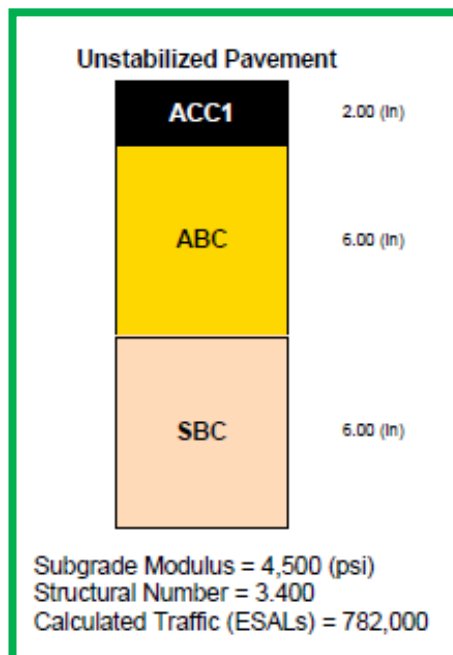 Unstabilized Pavement
ACC1 2.00 (in)
ABC 6.00 (in)
SBC 6.00 (in)
Subgrade Modulus = 4,500 (psi)
Structural Number = 3.400
Calculated Traffic (ESALs) = 782,000